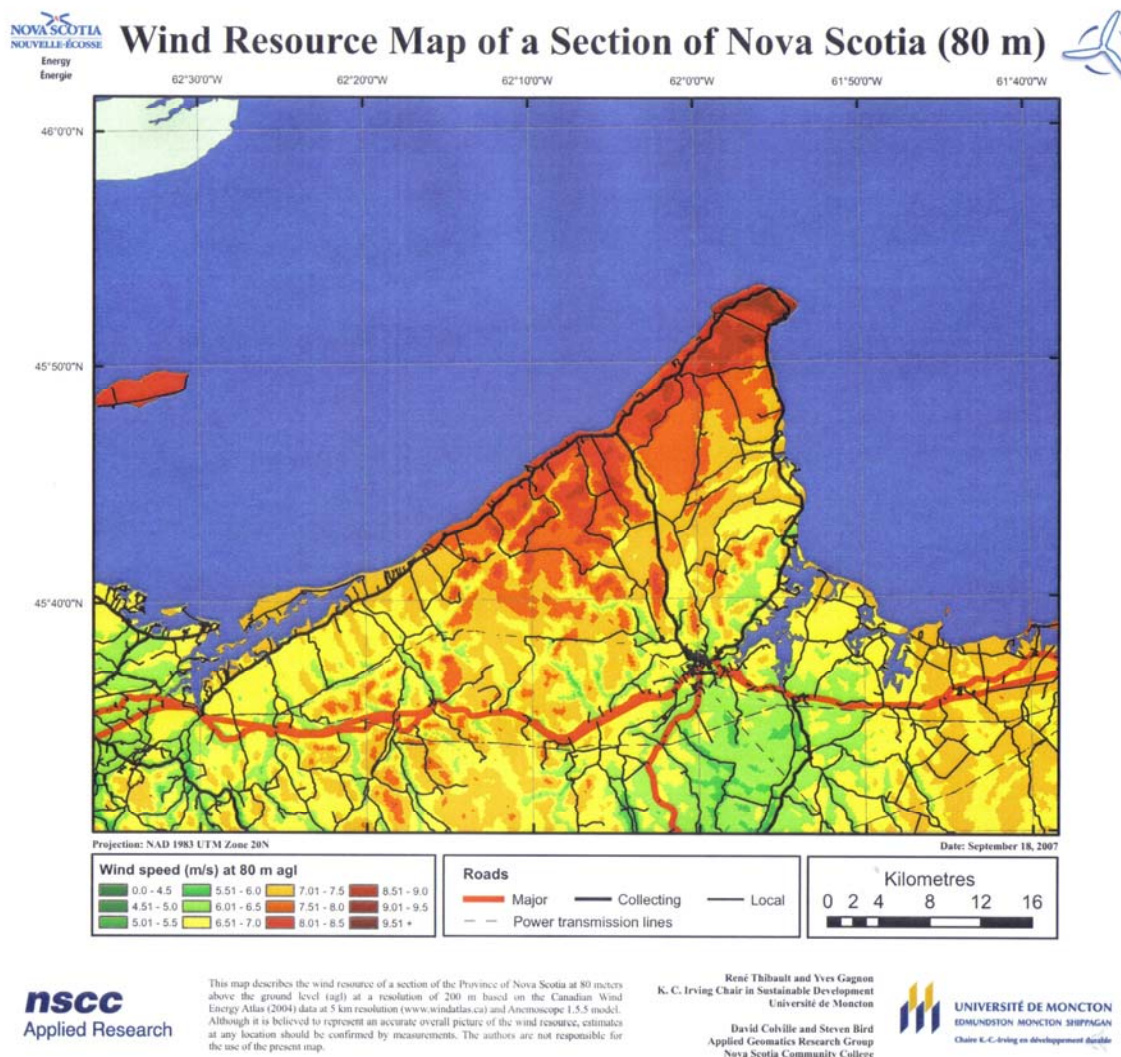 NOVA SCOTIA
NOUVELLE-ÉCOSSE
Energy
Énergie
Wind Resource Map of a Section of Nova Scotia (80 m)
62°30'0"W 62°20'0"W 62°10'0"W 62°0'0"W 61°50'0"W 61°40'0"W
46°0'0"N
45°50'0"N
45°40'0"N
Projection: NAD 1983 UTM Zone 20N
Date: September 18, 2007
Wind speed (m/s) at 80 m agl
0.0 - 4.5 5.51 - 6.0 7.01 - 7.5 8.51 - 9.0
4.51 - 5.0 6.01 - 6.5 7.51 - 8.0 9.01 - 9.5
5.01 - 5.5 6.51 - 7.0 8.01 - 8.5 9.51 +
Roads
Major Collecting Local
Power transmission lines
Kilometres
0 2 4 8 12 16
nscc
Applied Research
This map describes the wind resource of a section of the Province of Nova Scotia at 80 meters
above the ground level (agl) at a resolution of 200 m based on the Canadian Wind
Energy Atlas (2004) data at 5 km resolution (www.windatlas.ca) and Anemoscope 1.5.5 model.
Although it is believed to represent an accurate overall picture of the wind resource, estimates
at any location should be confirmed by measurements. The authors are not responsible for
the use of the present map.
René Thibault and Yves Gagnon
K. C. Irving Chair in Sustainable Development
Université de Moncton
David Colville and Steven Bird
Applied Geomatics Research Group
Nova Scotia Community College
UNIVERSITÉ DE MONCTON
EDMUNDSTON MONCTON SHIPPAGAN
Chaire K.-C.-Irving en développement durable